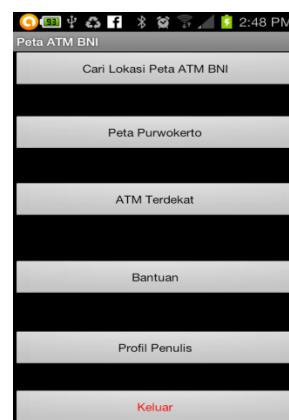 93 2:48 PM
Peta ATM BNI
Cari Lokasi Peta ATM BNI
Peta Purwokerto
ATM Terdekat
Bantuan
Profil Penulis
Keluar